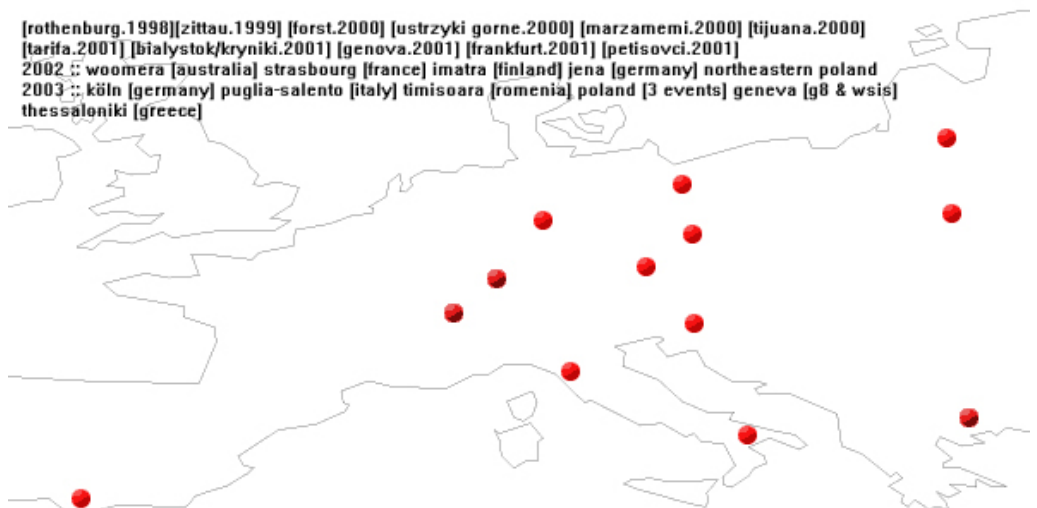 [rothenburg.1998][zittau.1999] [forst.2000] [ustrzyki gorne.2000] [marzamemi.2000] [tijuana.2000]
[tarifa.2001] [bialystok/kryniki.2001] [genova.2001] [frankfurt.2001] [petisovci.2001]
2002 :: woomera [australia] strasbourg [france] imatra [finland] jena [germany] northeastern poland
2003 :: köln [germany] puglia-salento [italy] timisoara [romenia] poland [3 events] geneva [g8 & wsis]
thessaloniki [greece]